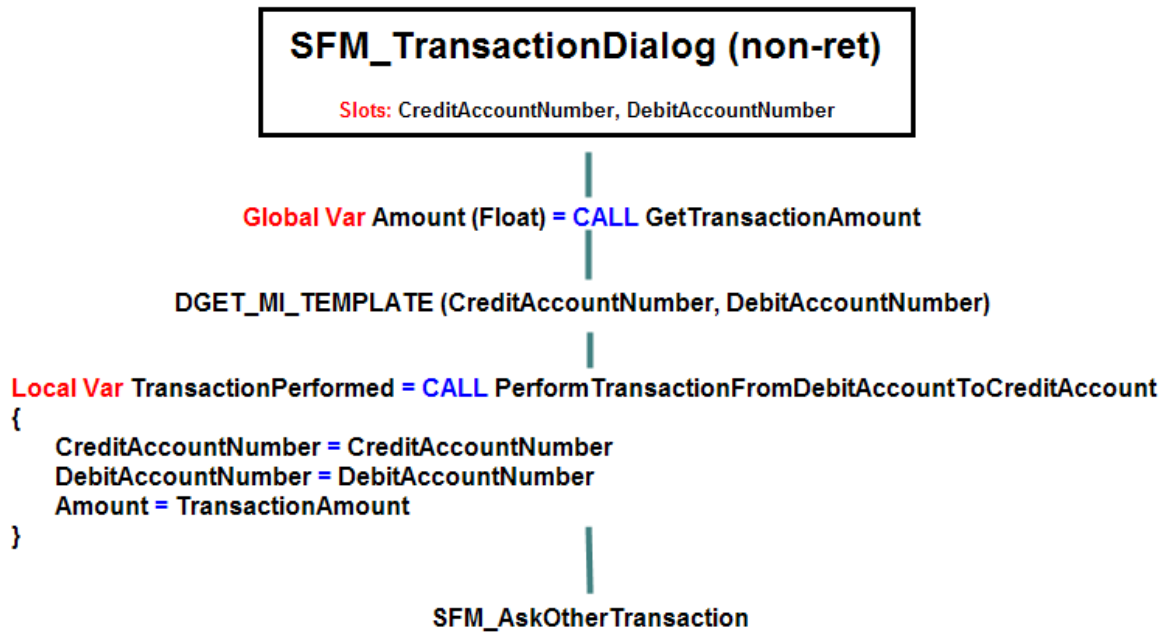 SFM_TransactionDialog (non-ret)
Slots: CreditAccountNumber, DebitAccountNumber
Global Var Amount (Float) = CALL GetTransactionAmount
DGET_MI_TEMPLATE (CreditAccountNumber, DebitAccountNumber)
Local Var TransactionPerformed = CALL PerformTransactionFromDebitAccountToCreditAccount
{
CreditAccountNumber = CreditAccountNumber
DebitAccountNumber = DebitAccountNumber
Amount = TransactionAmount
}
SFM_AskOtherTransaction